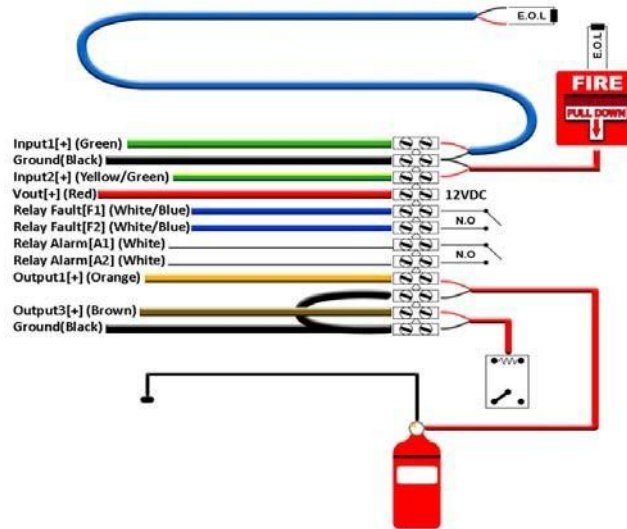 E.O.L
E.O.L
FIRE
PULL DOWN
Input1[+] (Green)
Ground(Black)
Input2[+] (Yellow/Green)
Vout[+] (Red)
12VDC
Relay Fault[F1] (White/Blue)
Relay Fault[F2] (White/Blue)
N.O
Relay Alarm[A1] (White)
Relay Alarm[A2] (White)
N.O
Output1[+] (Orange)
Output3[+] (Brown)
Ground(Black)